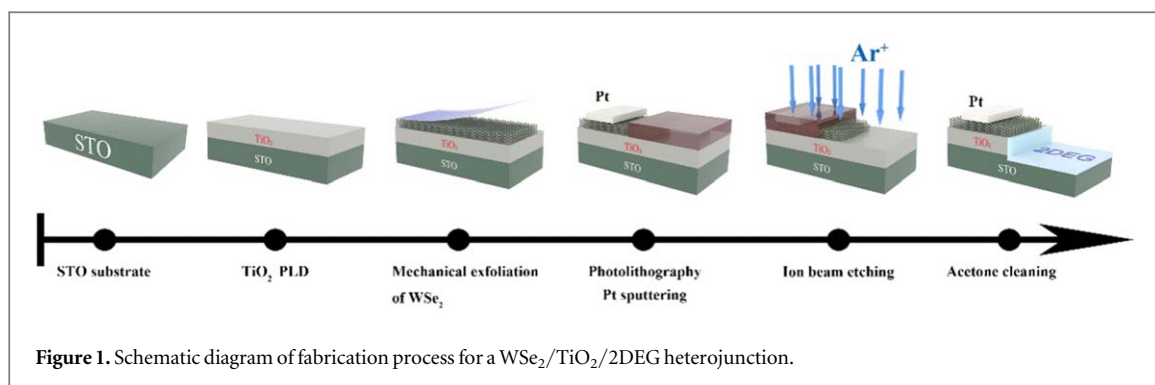 Ar⁺
Pt
Pt
STO
TiO₂
STO
TiO₂
STO
TiO₂
STO
TiO₂
STO
TiO₂
2DEG
STO
STO substrate
TiO₂ PLD
Mechanical exfoliation
of WSe₂
Photolithography
Pt sputtering
Ion beam etching
Acetone cleaning
Figure 1. Schematic diagram of fabrication process for a WSe₂/TiO₂/2DEG heterojunction.